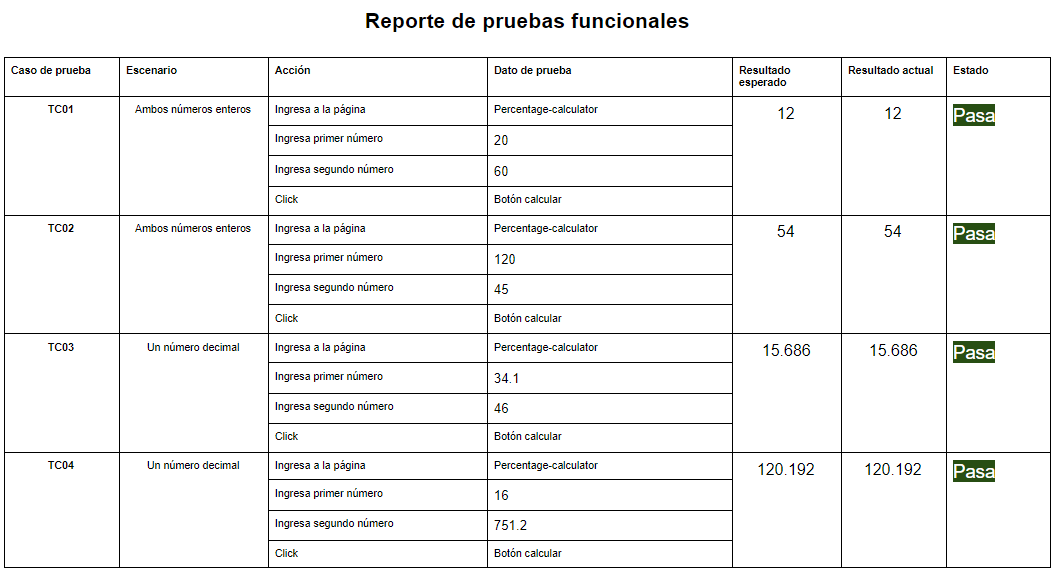 Reporte de pruebas funcionales
Caso de prueba Escenario Acción Dato de prueba Resultado esperado Resultado actual Estado
TC01 Ambos números enteros Ingresa a la página Percentage-calculator 12 12 Pasa
Ingresa primer número 20
Ingresa segundo número 60
Click Botón calcular
TC02 Ambos números enteros Ingresa a la página Percentage-calculator 54 54 Pasa
Ingresa primer número 120
Ingresa segundo número 45
Click Botón calcular
TC03 Un número decimal Ingresa a la página Percentage-calculator 15.686 15.686 Pasa
Ingresa primer número 34.1
Ingresa segundo número 46
Click Botón calcular
TC04 Un número decimal Ingresa a la página Percentage-calculator 120.192 120.192 Pasa
Ingresa primer número 16
Ingresa segundo número 751.2
Click Botón calcular